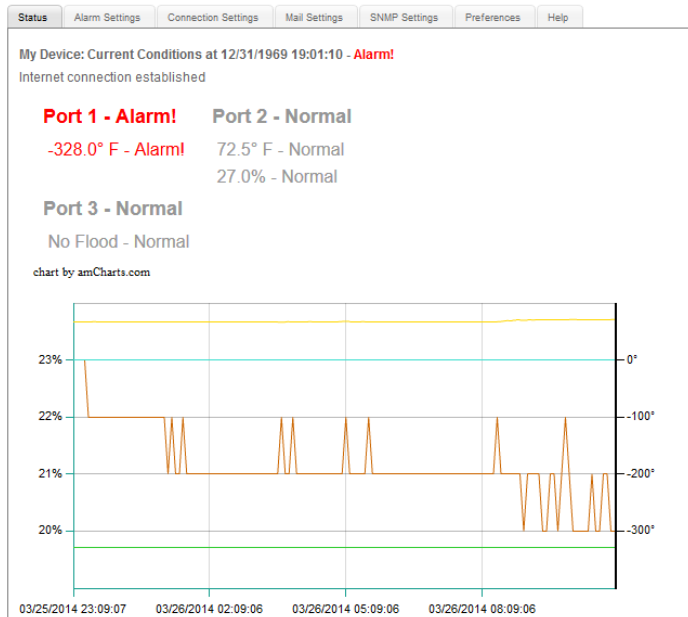 Status Alarm Settings Connection Settings Mail Settings SNMP Settings Preferences Help
My Device: Current Conditions at 12/31/1969 19:01:10 - Alarm!
Internet connection established
Port 1 - Alarm! Port 2 - Normal
-328.0° F - Alarm! 72.5° F - Normal
27.0% - Normal
Port 3 - Normal
No Flood - Normal
chart by amCharts.com
23% 0°
22% -100°
21% -200°
20% -300°
03/25/2014 23:09:07 03/26/2014 02:09:06 03/26/2014 05:09:06 03/26/2014 08:09:06